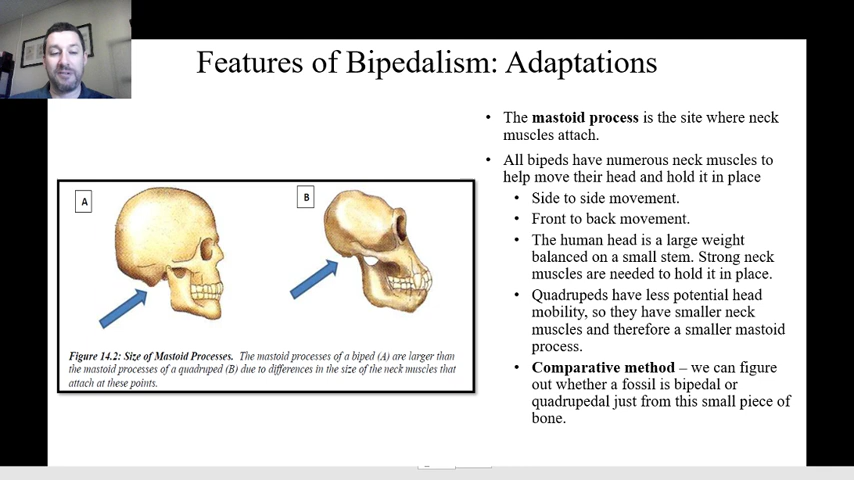 Features of Bipedalism: Adaptations
• The mastoid process is the site where neck
muscles attach.
• All bipeds have numerous neck muscles to
help move their head and hold it in place
• Side to side movement.
• Front to back movement.
• The human head is a large weight
balanced on a small stem. Strong neck
muscles are needed to hold it in place.
• Quadrupeds have less potential head
mobility, so they have smaller neck
muscles and therefore a smaller mastoid
process.
• Comparative method – we can figure
out whether a fossil is bipedal or
quadrupedal just from this small piece of
bone.
A
B
Figure 14.2: Size of Mastoid Processes. The mastoid processes of a biped (A) are larger than
the mastoid processes of a quadruped (B) due to differences in the size of the neck muscles that
attach at these points.